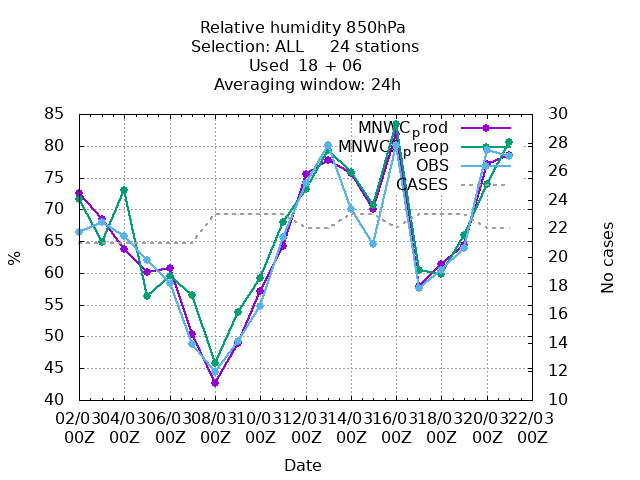 Relative humidity 850hPa
Selection: ALL     24 stations
Used  18 + 06
Averaging window: 24h
85
80
75
70
65
60
55
50
45
40
30
28
26
24
22
20
18
16
14
12
10
MNWCprod
MNWCpreop
OBS
CASES
%
No cases
02/03 04/03 06/03 08/03 10/03 12/03 14/03 16/03 18/03 20/03 22/03
00Z 00Z 00Z 00Z 00Z 00Z 00Z 00Z 00Z 00Z 00Z
Date